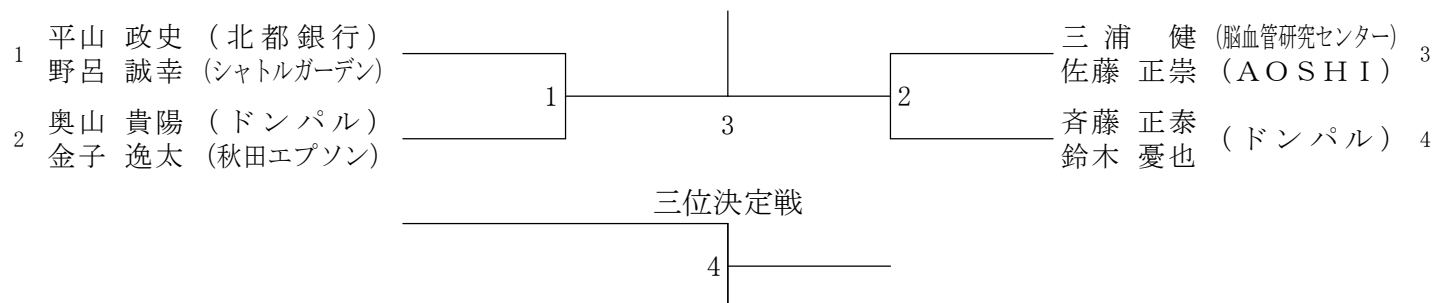 1 平山 政史 (北都銀行)
野呂 誠幸 (シャトルガーデン)
2 奥山 貴陽 (ドンパル)
金子 逸太 (秋田エプソン)
1
3
2
三浦 健 (脳血管研究センター) 3
佐藤 正崇 (AOSHI)
斉藤 正泰 (ドンパル) 4
鈴木 憂也
三位決定戦
4